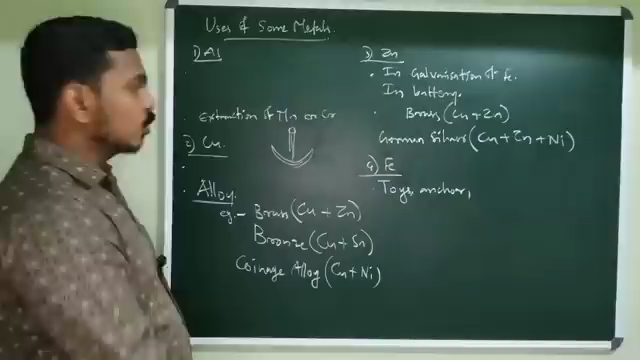 Uses of Some Metals.
1) Al
Extraction of Mn or Cr
2) Cu.
Alloy.
eg:- Brass (Cu + Zn)
Bronze (Cu + Sn)
Coinage Alloy (Cu + Ni)
3) Zn
. In Galvanisation of Fe.
In battery.
Brass (Cu + Zn)
German Silver (Cu + Zn + Ni)
4) Fe
. Toys, anchor,